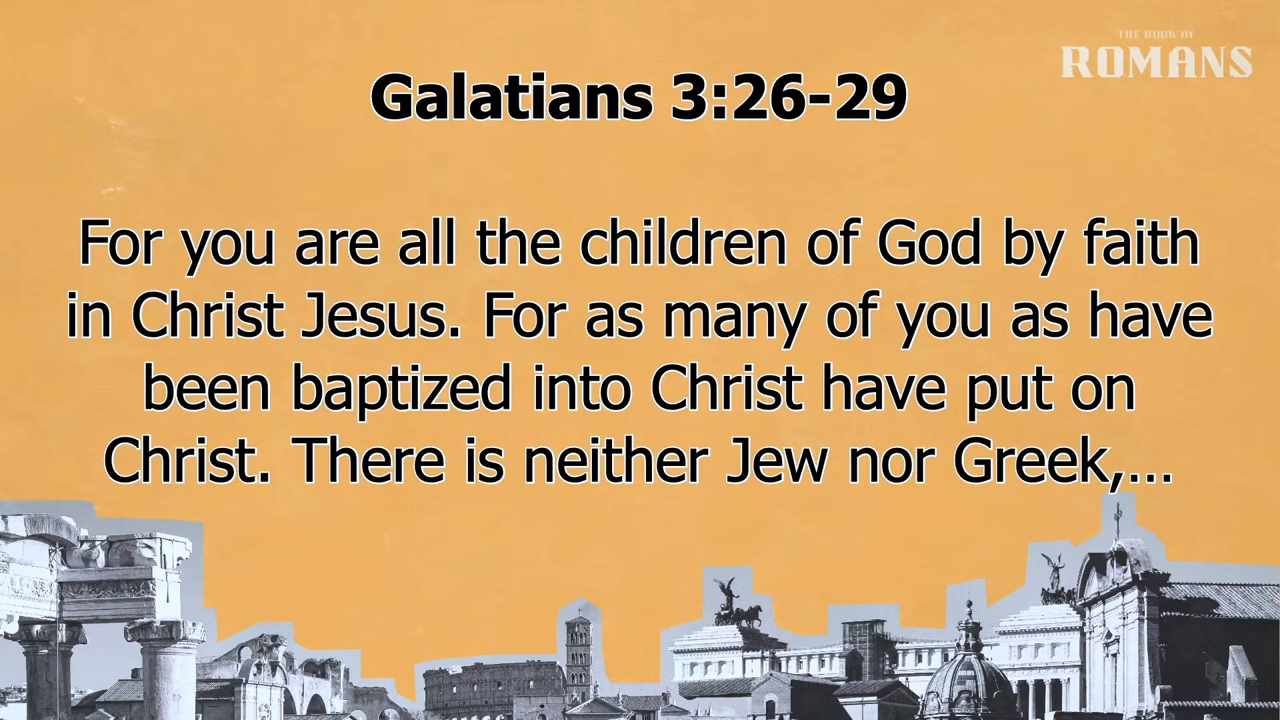 THE BOOK OF
ROMANS
Galatians 3:26-29
For you are all the children of God by faith
in Christ Jesus. For as many of you as have
been baptized into Christ have put on
Christ. There is neither Jew nor Greek,...